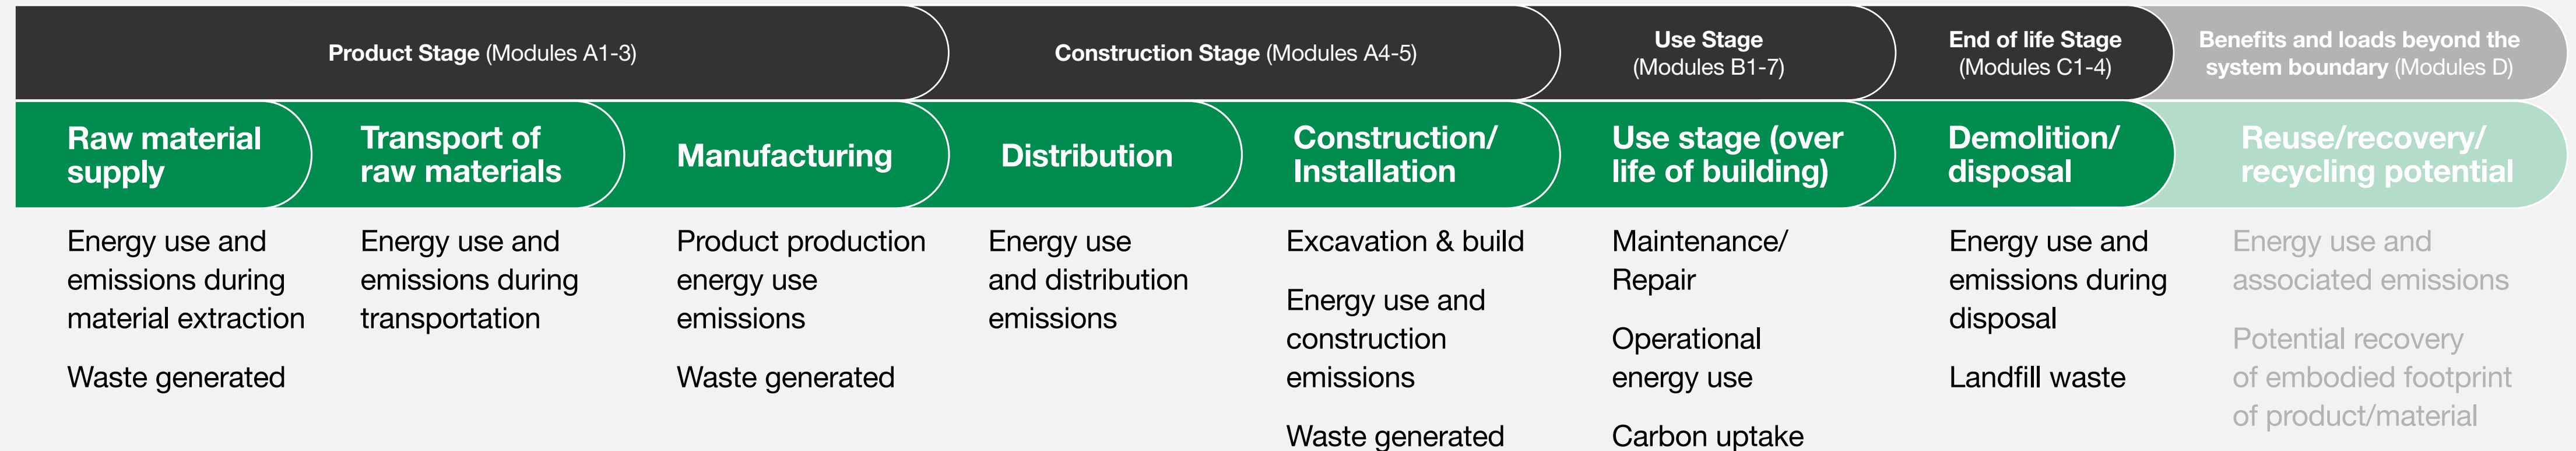 Product Stage (Modules A1-3)
Construction Stage (Modules A4-5)
Use Stage
(Modules B1-7)
End of life Stage
(Modules C1-4)
Benefits and loads beyond the
system boundary (Modules D)
Raw material
supply
Transport of
raw materials
Manufacturing
Distribution
Construction/
Installation
Use stage (over
life of building)
Demolition/
disposal
Reuse/recovery/
recycling potential
Energy use and
emissions during
material extraction
Waste generated
Energy use and
emissions during
transportation
Product production
energy use
emissions
Waste generated
Energy use
and distribution
emissions
Excavation & build
Energy use and
construction
emissions
Waste generated
Maintenance/
Repair
Operational
energy use
Carbon uptake
Energy use and
emissions during
disposal
Landfill waste
Energy use and
associated emissions
Potential recovery
of embodied footprint
of product/material